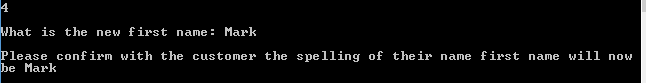 4
What is the new first name: Mark
Please confirm with the customer the spelling of their name first name will now
be Mark